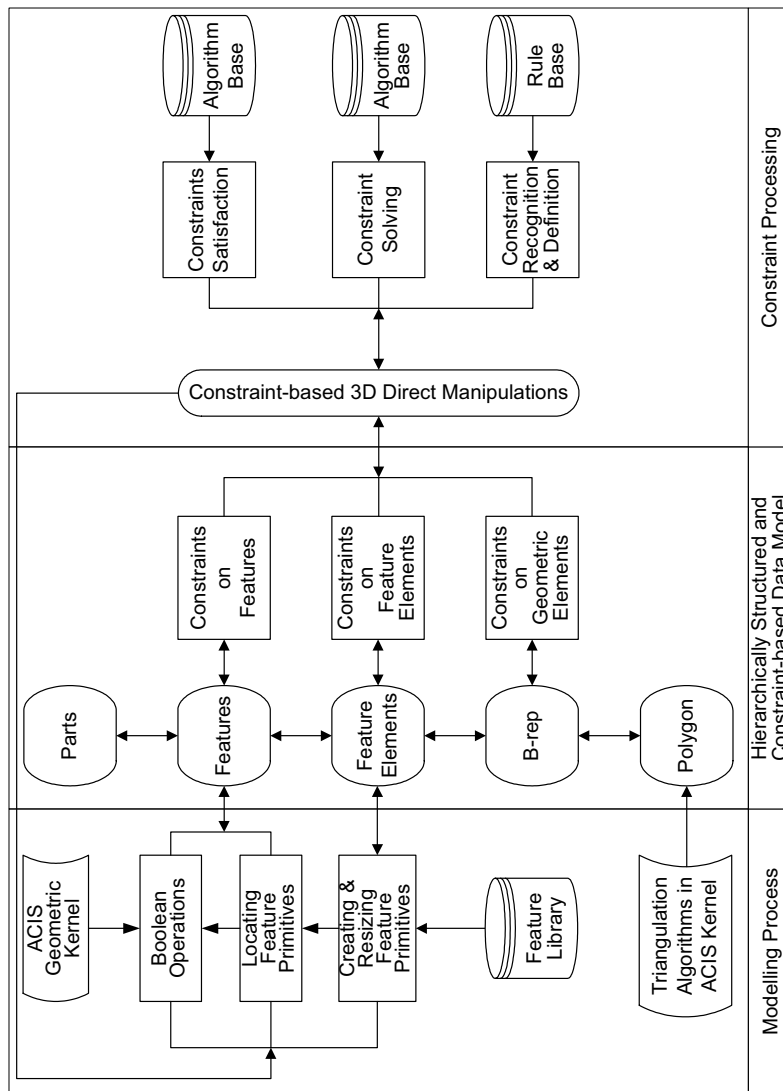 ACIS
Geometric
Kernel
Boolean
Operations
Locating
Feature
Primitives
Creating &
Resizing
Feature
Primitives
Feature
Library
Triangulation
Algorithms in
ACIS Kernel
Modelling Process
Parts
Features
Feature
Elements
B-rep
Polygon
Constraints
on
Features
Constraints
on
Feature
Elements
Constraints
on
Geometric
Elements
Hierarchically Structured and
Constraint-based Data Model
Constraint-based 3D Direct Manipulations
Constraints
Satisfaction
Constraint
Solving
Constraint
Recognition
& Definition
Algorithm
Base
Algorithm
Base
Rule
Base
Constraint Processing